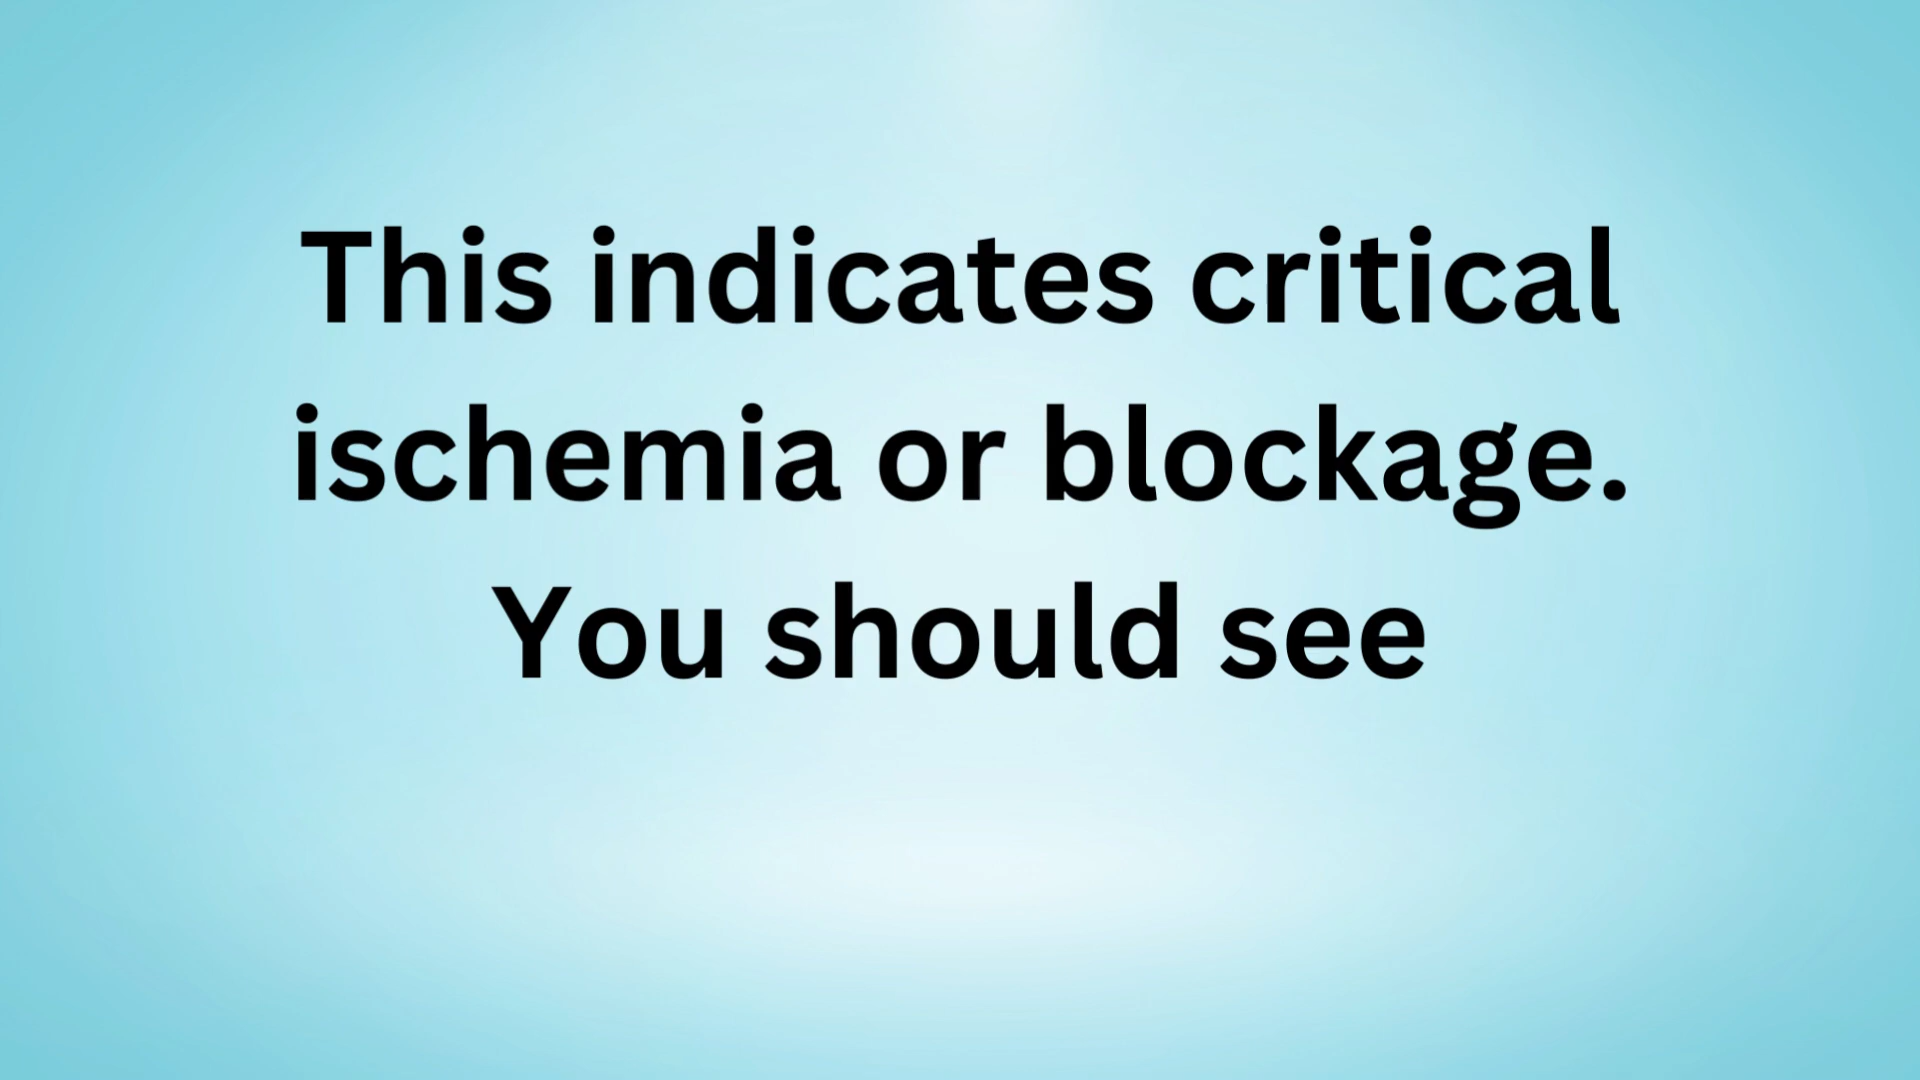 This indicates critical
ischemia or blockage.
You should see